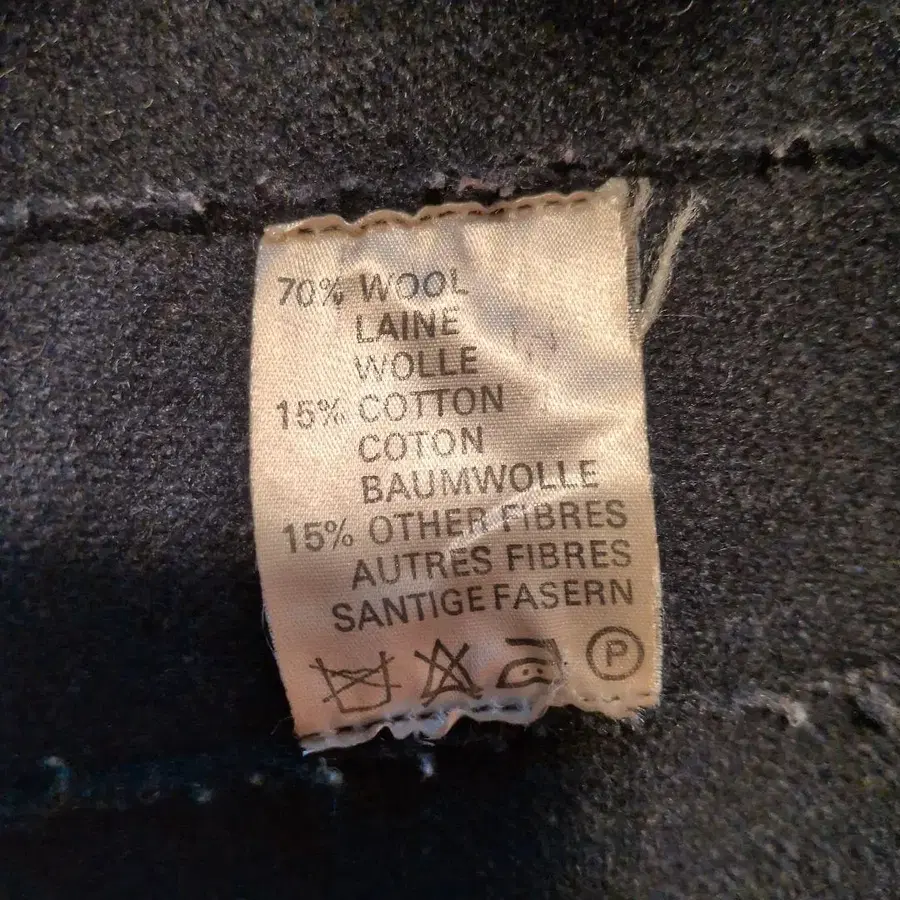 70% WOOL
LAINE
WOLLE
15% COTTON
COTON
BAUMWOLLE
15% OTHER FIBRES
AUTRES FIBRES
SANTIGE FASERN
P